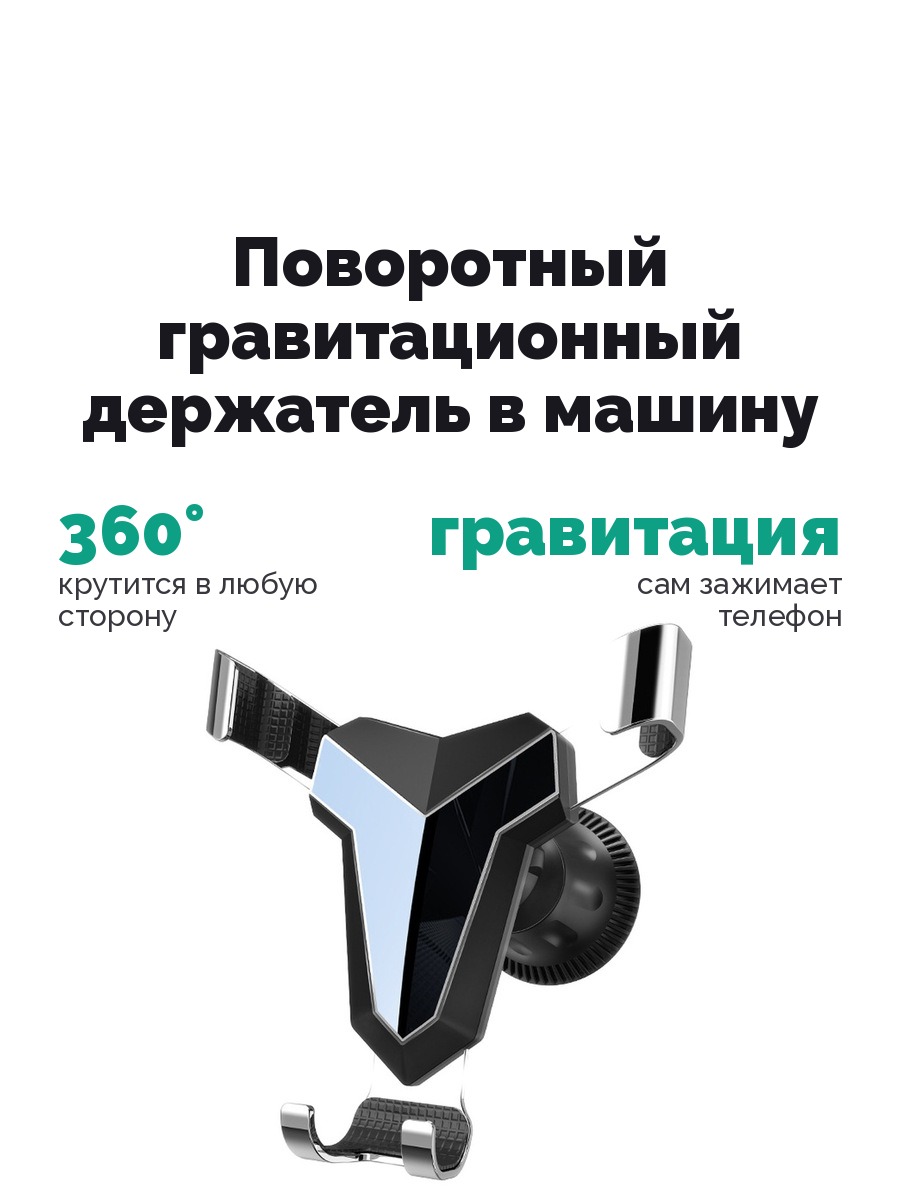 Поворотный
гравитационный
держатель в машину
360°
крутится в любую
сторону
гравитация
сам зажимает
телефон